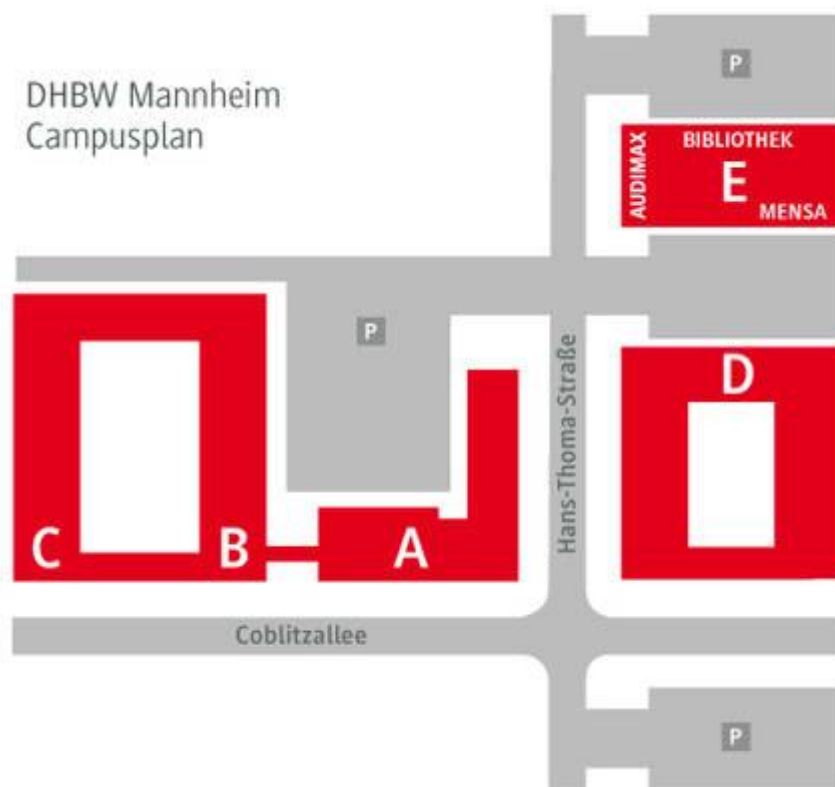 DHBW Mannheim
Campusplan
P
AUDIMAX
BIBLIOTHEK
E
MENSA
P
Hans-Thoma-Straße
D
C
B
A
Coblitzallee
P